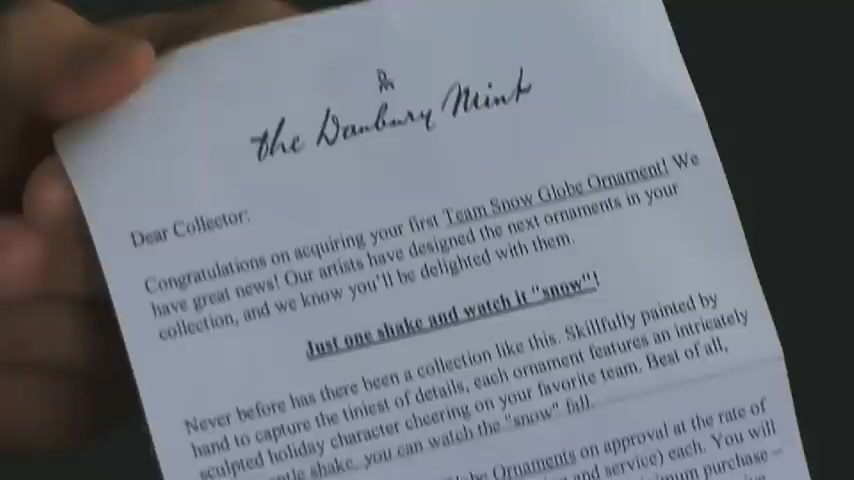 the Danbury Mint
Dear Collector:
Congratulations on acquiring your first Team Snow Globe Ornament! We
have great news! Our artists have designed the next ornaments in your
collection, and we know you'll be delighted with them.
Just one shake and watch it "snow"!
Never before has there been a collection like this. Skillfully painted by
hand to capture the tiniest of details, each ornament features an intricately
sculpted holiday character cheering on your favorite team. Best of all,
shake, you can watch the "snow" fall.
Ornaments on approval at the rate of
and service) each. You will
purchase –